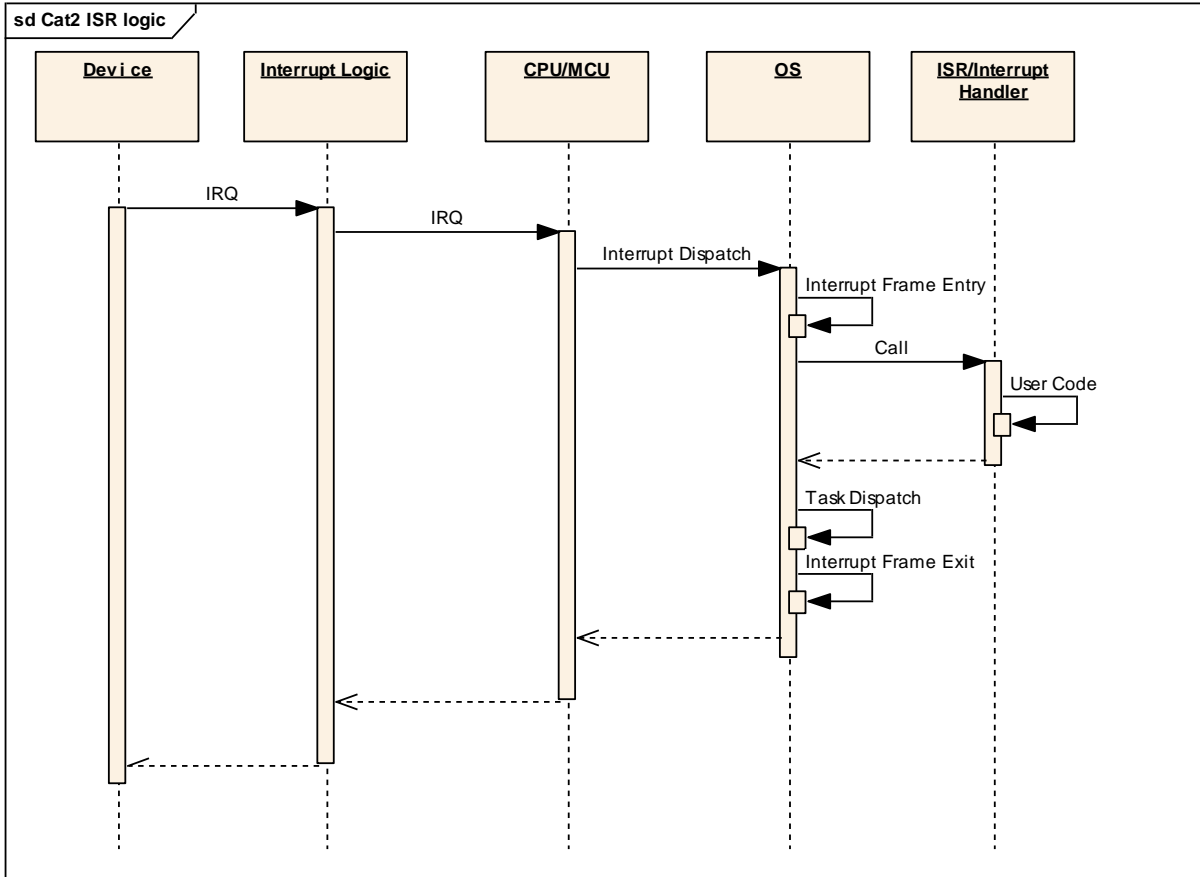 sd Cat2 ISR logic
Device
Interrupt Logic
CPU/MCU
OS
ISR/Interrupt
Handler
IRQ
IRQ
Interrupt Dispatch
Interrupt Frame Entry
Call
User Code
Task Dispatch
Interrupt Frame Exit